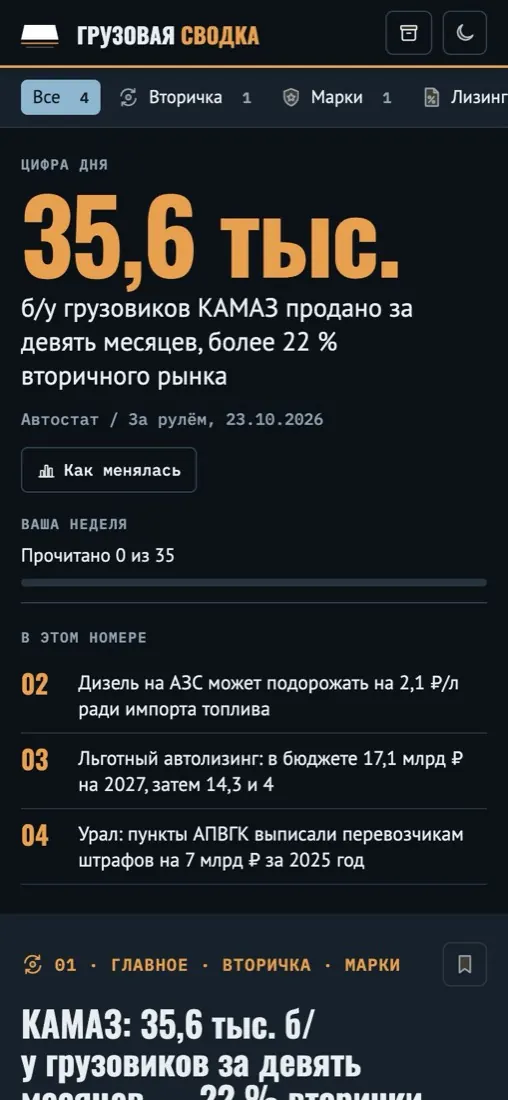 ГРУЗОВАЯ СВОДКА
Все 4 Вторичка 1 Марки 1 Лизинг
ЦИФРА ДНЯ
35,6 тыс.
б/у грузовиков КАМАЗ продано за
девять месяцев, более 22 %
вторичного рынка
Автостат / За рулём, 23.10.2026
Как менялась
ВАША НЕДЕЛЯ
Прочитано 0 из 35
В ЭТОМ НОМЕРЕ
02 Дизель на АЗС может подорожать на 2,1 ₽/л
ради импорта топлива
03 Льготный автолизинг: в бюджете 17,1 млрд ₽
на 2027, затем 14,3 и 4
04 Урал: пункты АПВГК выписали перевозчикам
штрафов на 7 млрд ₽ за 2025 год
01 · ГЛАВНОЕ · ВТОРИЧКА · МАРКИ
КАМАЗ: 35,6 тыс. б/
у грузовиков за девять
месяцев — 22 % вторички